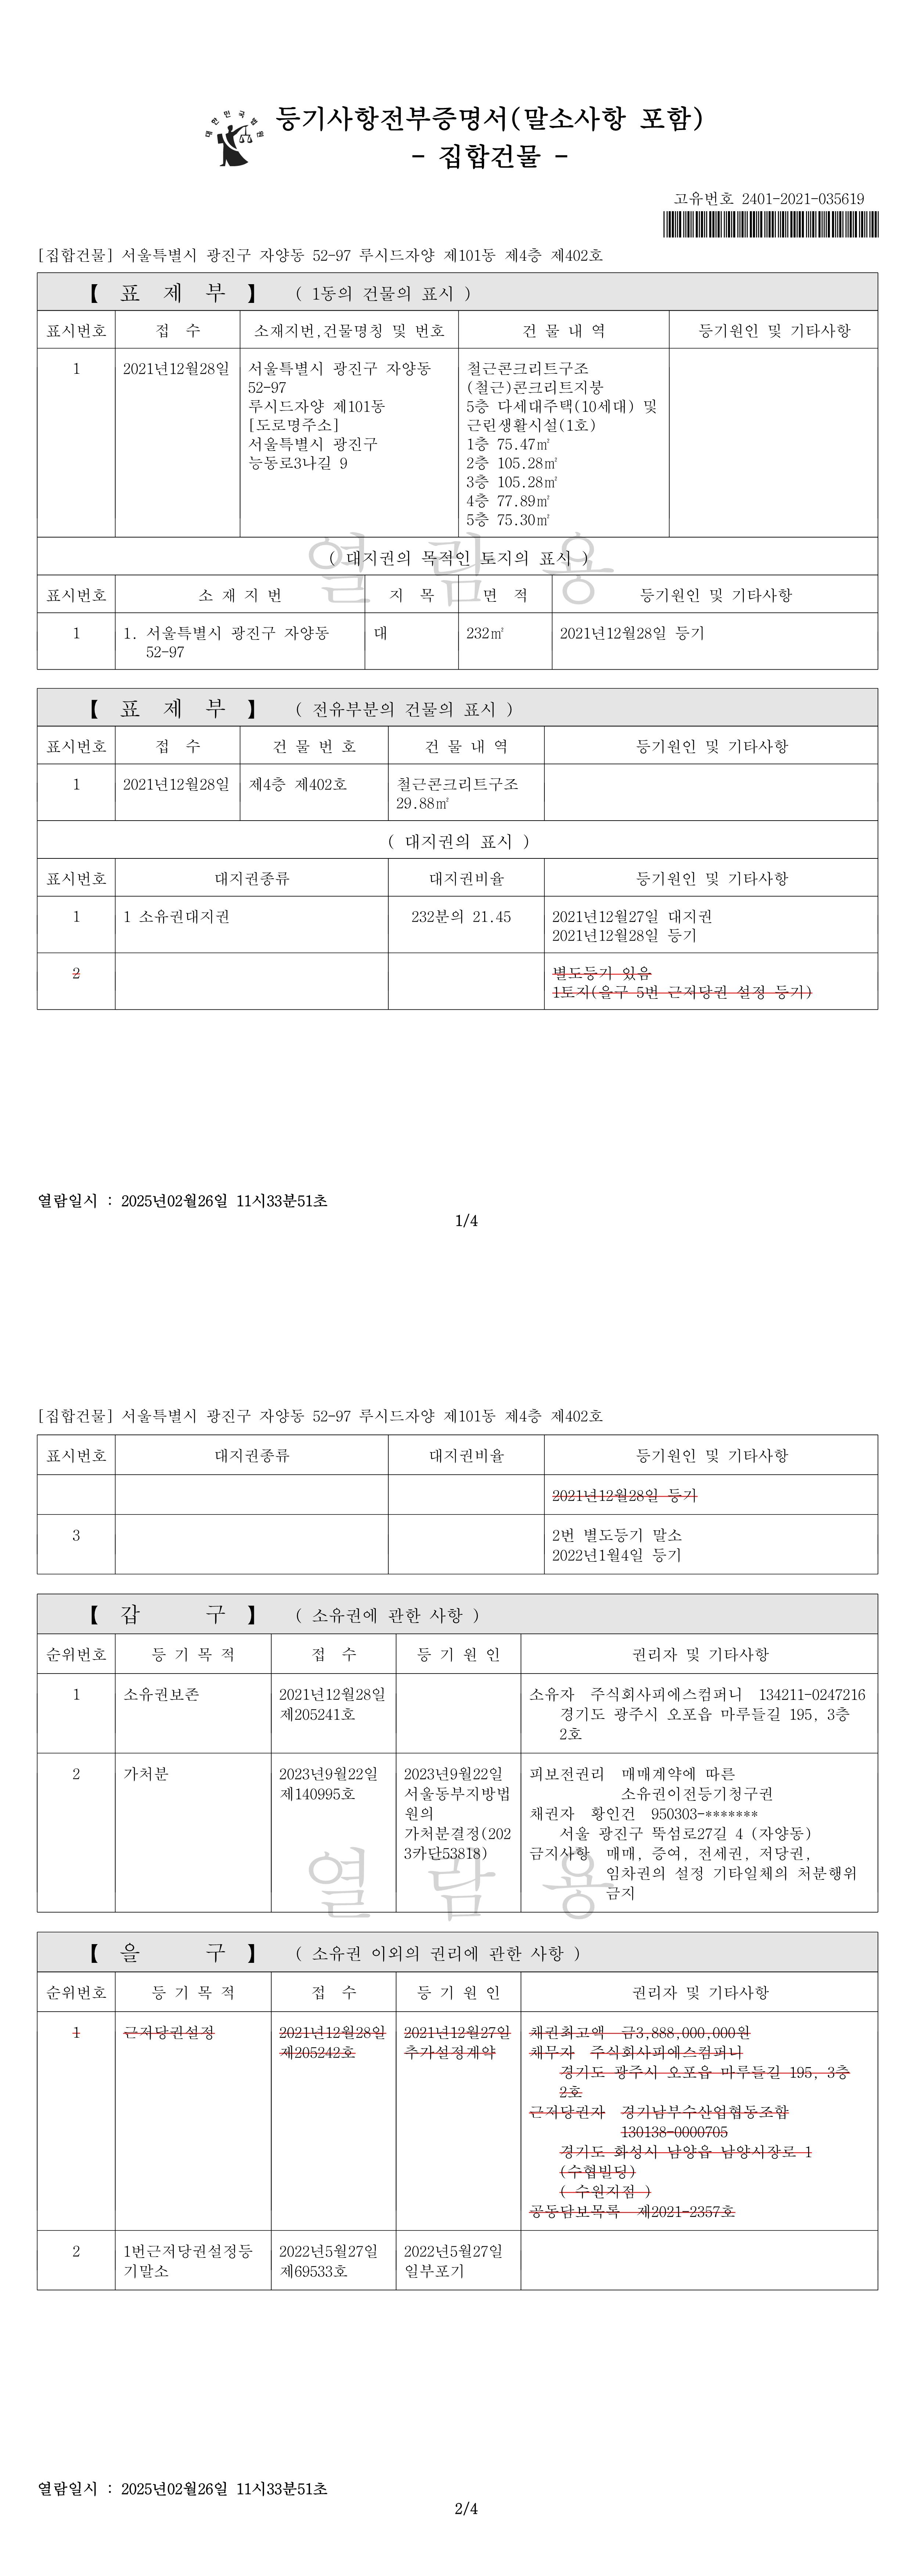 대한민국법원
등기사항전부증명서(말소사항 포함)
- 집합건물 -
고유번호 2401-2021-035619
[집합건물] 서울특별시 광진구 자양동 52-97 루시드자양 제101동 제4층 제402호
【 표 제 부 】 ( 1동의 건물의 표시 )
표시번호 접 수 소재지번,건물명칭 및 번호 건 물 내 역 등기원인 및 기타사항
1 2021년12월28일 서울특별시 광진구 자양동 철근콘크리트구조
52-97 (철근)콘크리트지붕
루시드자양 제101동 5층 다세대주택(10세대) 및
[도로명주소] 근린생활시설(1호)
서울특별시 광진구 1층 75.47㎡
능동로3나길 9 2층 105.28㎡
3층 105.28㎡
4층 77.89㎡
5층 75.30㎡
열 람 용
( 대지권의 목적인 토지의 표시 )
표시번호 소 재 지 번 지 목 면 적 등기원인 및 기타사항
1 1. 서울특별시 광진구 자양동 대 232㎡ 2021년12월28일 등기
52-97
【 표 제 부 】 ( 전유부분의 건물의 표시 )
표시번호 접 수 건 물 번 호 건 물 내 역 등기원인 및 기타사항
1 2021년12월28일 제4층 제402호 철근콘크리트구조
29.88㎡
( 대지권의 표시 )
표시번호 대지권종류 대지권비율 등기원인 및 기타사항
1 1 소유권대지권 232분의 21.45 2021년12월27일 대지권
2021년12월28일 등기
2 별도등기 있음
1토지(을구 5번 근저당권 설정 등기)
열람일시 : 2025년02월26일 11시33분51초
1/4
[집합건물] 서울특별시 광진구 자양동 52-97 루시드자양 제101동 제4층 제402호
표시번호 대지권종류 대지권비율 등기원인 및 기타사항
2021년12월28일 등기
3 2번 별도등기 말소
2022년1월4일 등기
【 갑 구 】 ( 소유권에 관한 사항 )
순위번호 등 기 목 적 접 수 등 기 원 인 권리자 및 기타사항
1 소유권보존 2021년12월28일 소유자 주식회사피에스컴퍼니 134211-0247216
제205241호 경기도 광주시 오포읍 마루들길 195, 3층
2호
2 가처분 2023년9월22일 2023년9월22일 피보전권리 매매계약에 따른
제140995호 서울동부지방법 소유권이전등기청구권
원의 채권자 황인건 950303-*******
가처분결정(202 서울 광진구 뚝섬로27길 4 (자양동)
3카단53818) 금지사항 매매, 증여, 전세권, 저당권,
임차권의 설정 기타일체의 처분행위
금지
열 람 용
【 을 구 】 ( 소유권 이외의 권리에 관한 사항 )
순위번호 등 기 목 적 접 수 등 기 원 인 권리자 및 기타사항
1 근저당권설정 2021년12월28일 2021년12월27일 채권최고액 금3,888,000,000원
제205242호 추가설정계약 채무자 주식회사피에스컴퍼니
경기도 광주시 오포읍 마루들길 195, 3층
2호
근저당권자 경기남부수산업협동조합
130138-0000705
경기도 화성시 남양읍 남양시장로 1
(수협빌딩)
( 수원지점 )
공동담보목록 제2021-2357호
2 1번근저당권설정등 2022년5월27일 2022년5월27일
기말소 제69533호 일부포기
열람일시 : 2025년02월26일 11시33분51초
2/4